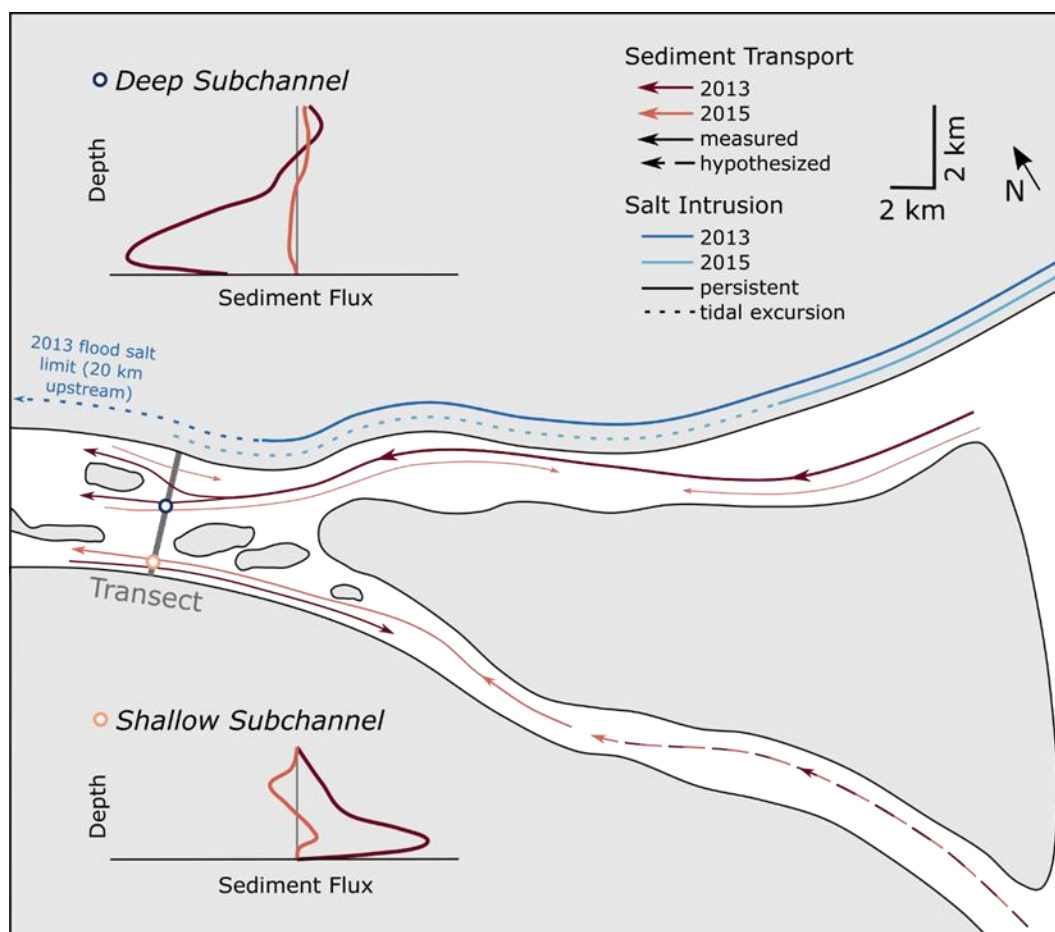 Deep Subchannel
Depth
Sediment Flux
Sediment Transport
2013
2015
measured
hypothesized
Salt Intrusion
2013
2015
persistent
tidal excursion
2 km
2 km
N
2013 flood salt
limit (20 km
upstream)
Transect
Shallow Subchannel
Depth
Sediment Flux